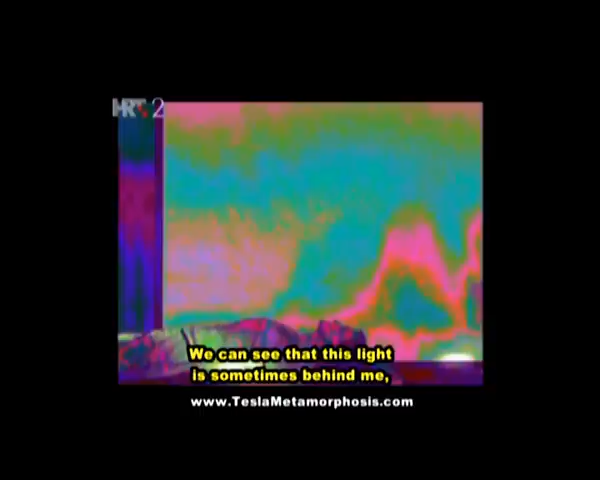 HRT 2
We can see that this light
is sometimes behind me,
www.TeslaMetamorphosis.com